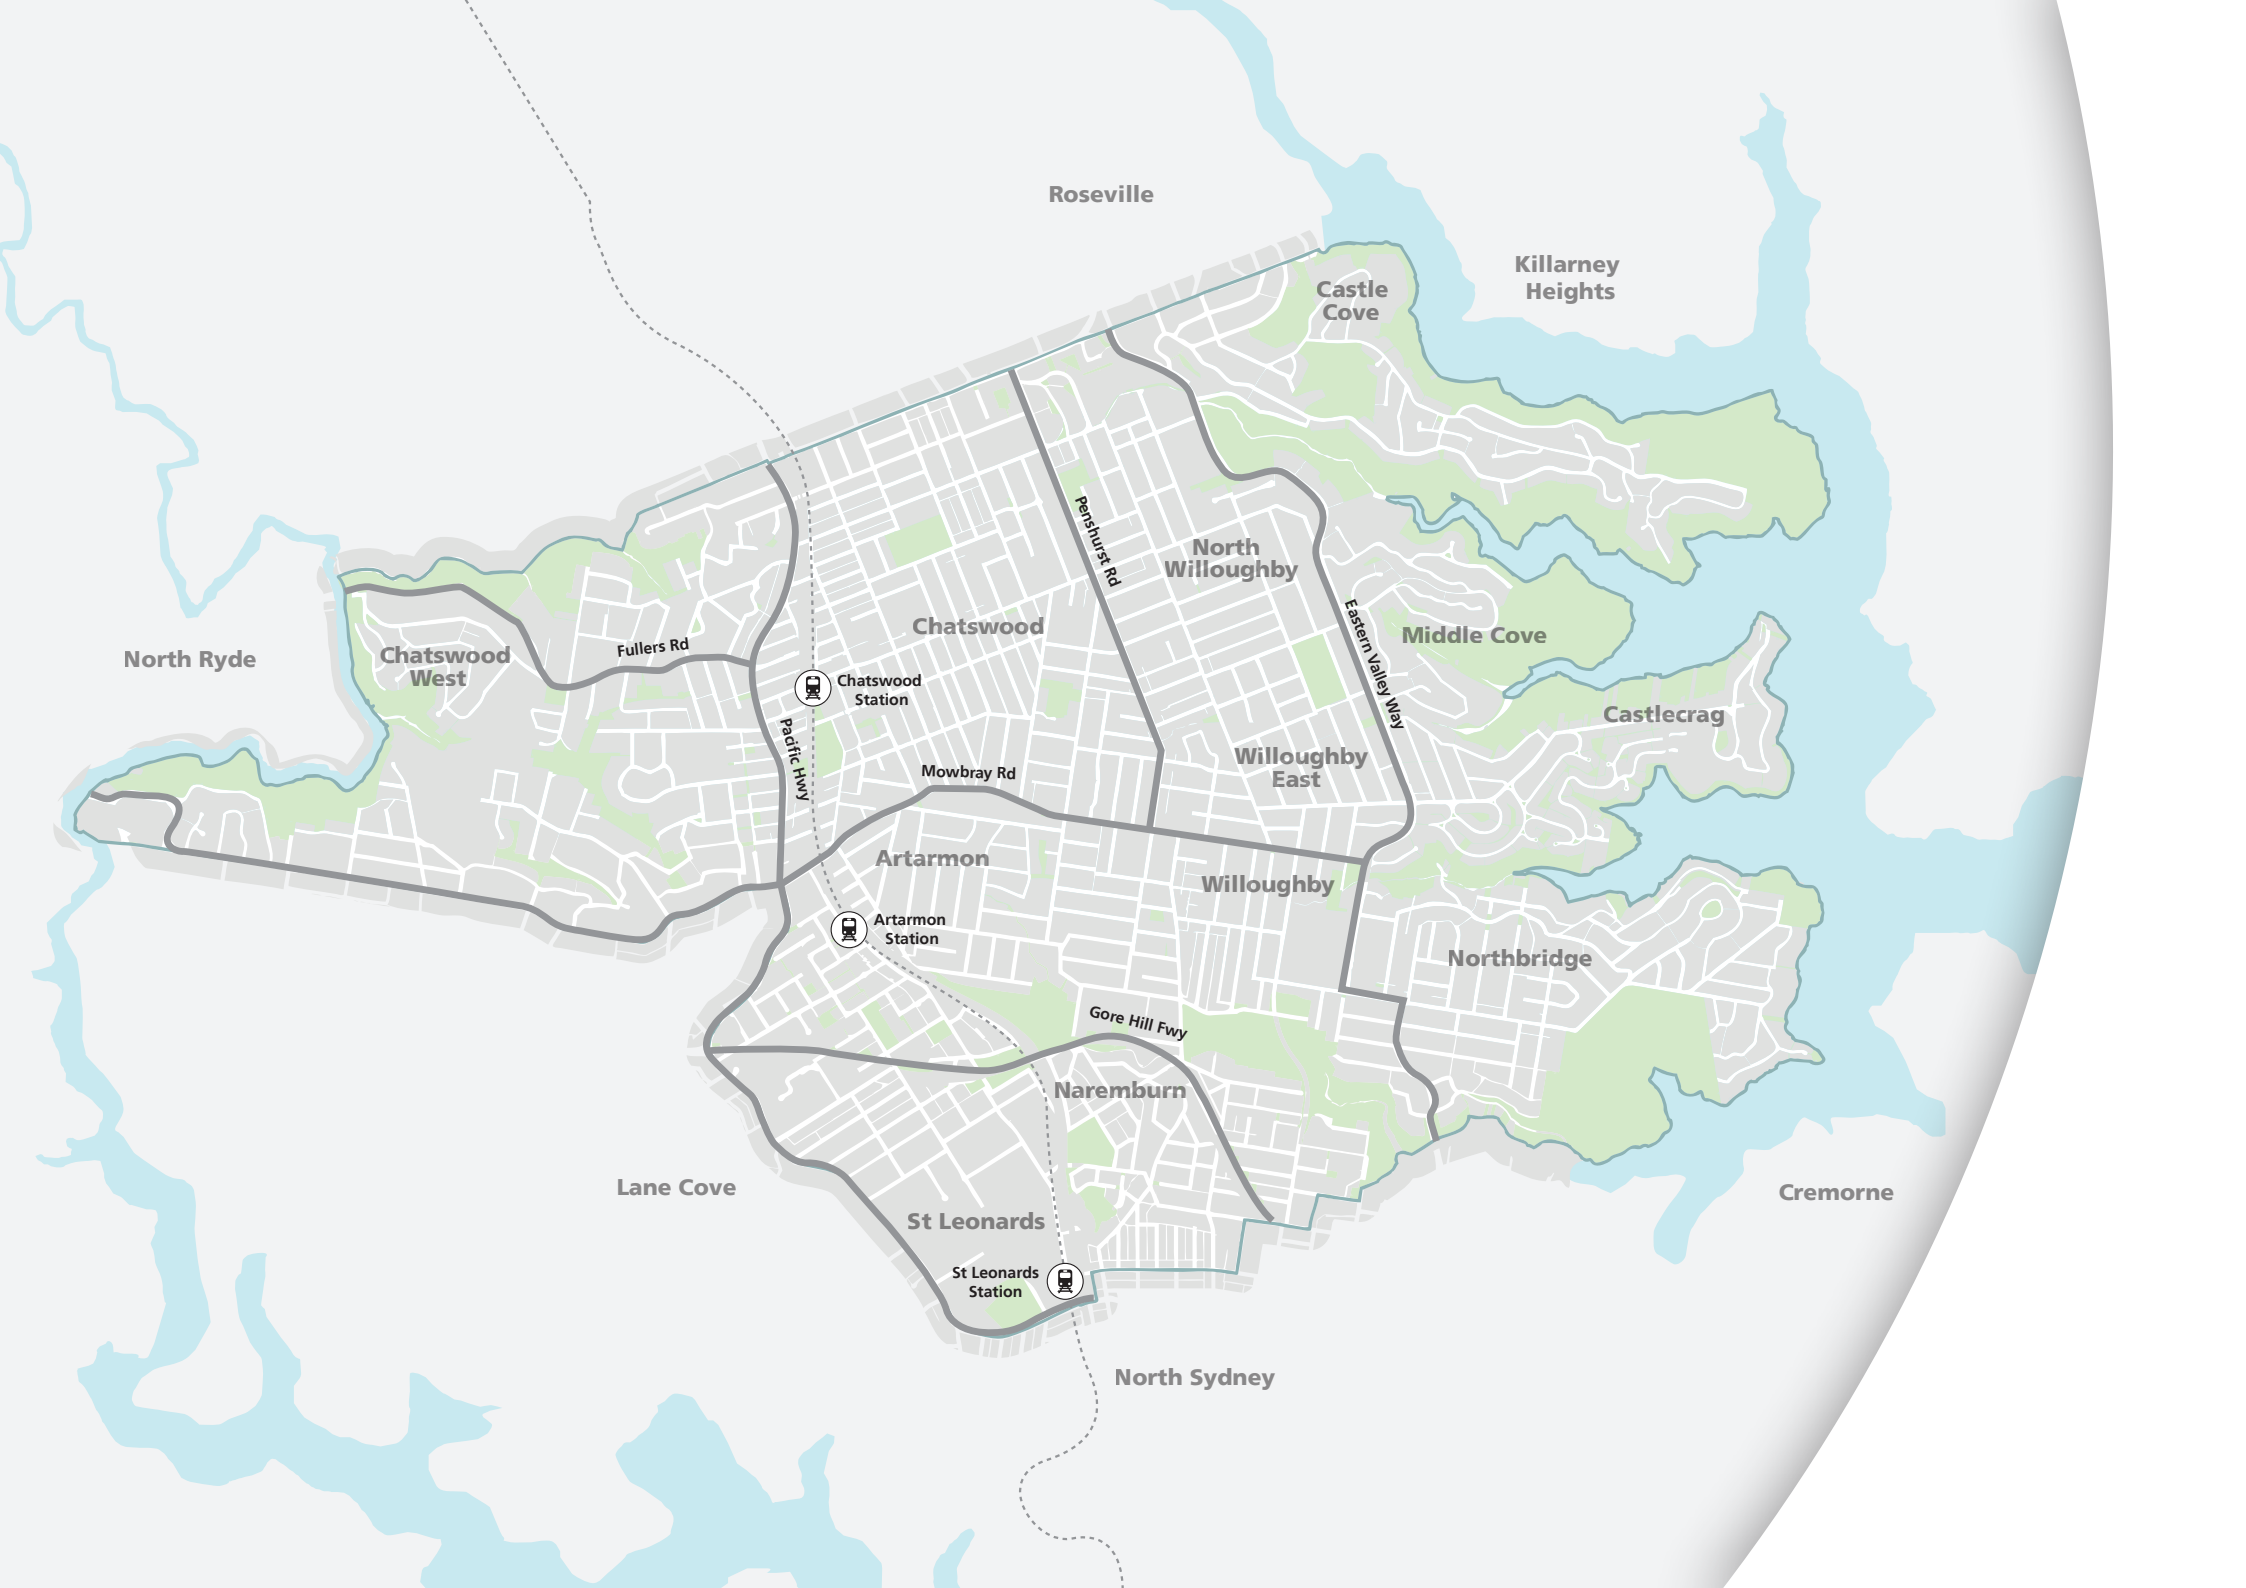 Roseville
Killarney
Heights
Castle
Cove
Penshurst Rd
North
Willoughby
Eastern Valley Way
Middle Cove
Chatswood
Fullers Rd
North Ryde
Chatswood
West
Chatswood
Station
Castlecrag
Pacific Hwy
Mowbray Rd
Willoughby
East
Artarmon
Willoughby
Artarmon
Station
Northbridge
Gore Hill Fwy
Naremburn
Lane Cove
Cremorne
St Leonards
St Leonards
Station
North Sydney